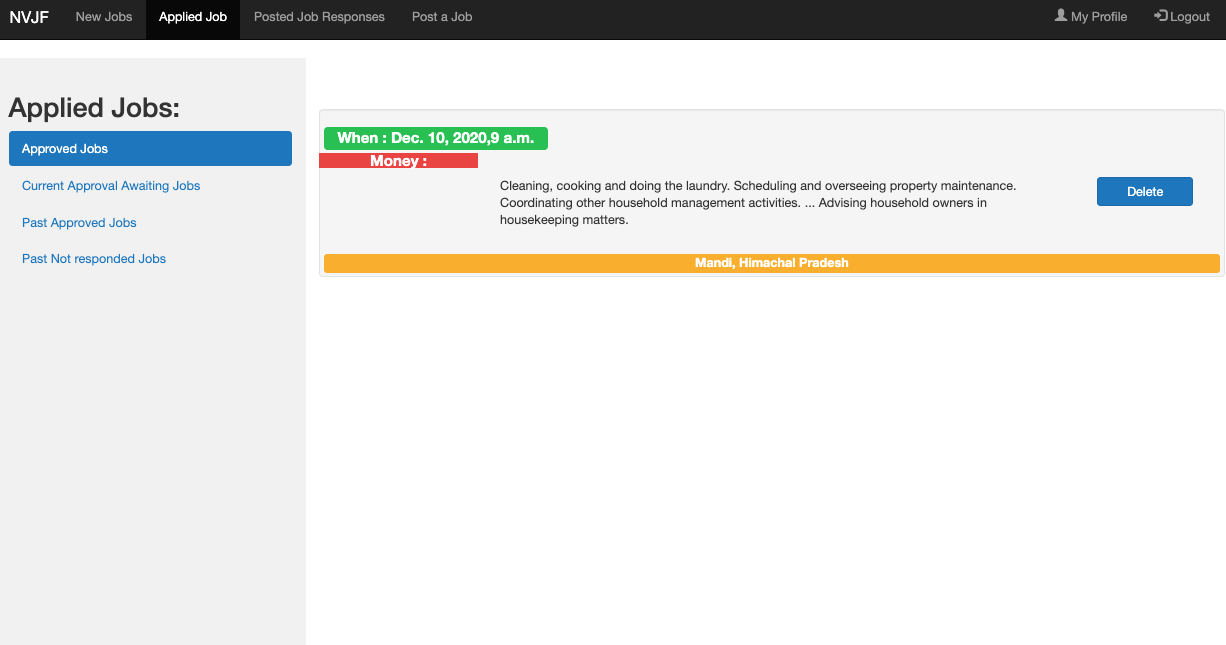 NVJF New Jobs Applied Job Posted Job Responses Post a Job My Profile Logout
Applied Jobs:
Approved Jobs
Current Approval Awaiting Jobs
Past Approved Jobs
Past Not responded Jobs
When : Dec. 10, 2020,9 a.m.
Money :
Cleaning, cooking and doing the laundry. Scheduling and overseeing property maintenance.
Coordinating other household management activities. ... Advising household owners in
housekeeping matters.
Delete
Mandi, Himachal Pradesh